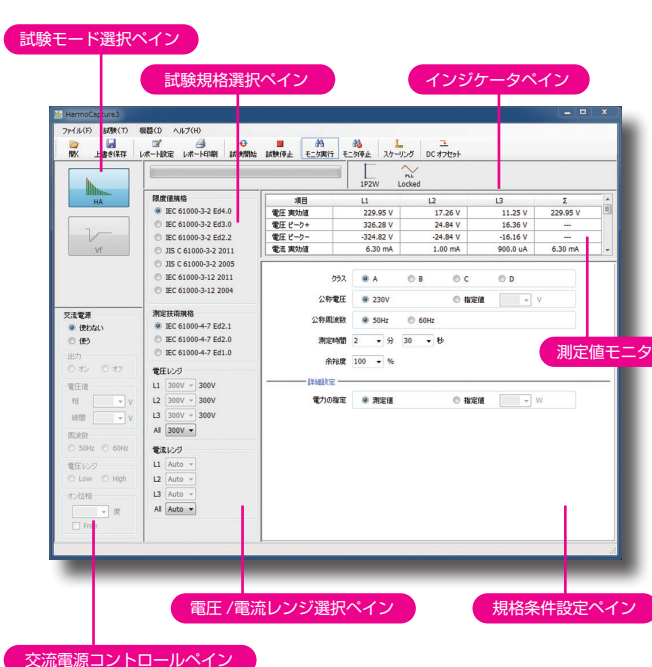 試験モード選択ペイン
試験規格選択ペイン
インジケータペイン
HarmoCapture3
ファイル(F) 試験(T) 機器(D) ヘルプ(H)
開く 上書き保存 レポート設定 レポート印刷 試験開始 試験停止 モニタ実行 モニタ停止 スケーリング DC オフセット
1P2W
PLL
Locked
HA
Vf
限度値規格
IEC 61000-3-2 Ed4.0
IEC 61000-3-2 Ed3.0
IEC 61000-3-2 Ed2.2
JIS C 61000-3-2 2011
JIS C 61000-3-2 2005
IEC 61000-3-12 2011
IEC 61000-3-12 2004
項目 L1 L2 L3 Σ
電圧 実効値 229.95 V 17.26 V 11.25 V 229.95 V
電圧 ピーク+ 326.28 V 24.84 V 16.36 V ---
電圧 ピークー -324.82 V -24.84 V -16.16 V ---
電流 実効値 6.30 mA 1.00 mA 900.0 uA 6.30 mA
測定値モニタ
クラス A B C D
公称電圧 230V 指定値 V
公称周波数 50Hz 60Hz
測定時間 2 分 30 秒
余裕度 100 %
詳細設定
電力の指定 測定値 指定値 W
測定技術規格
IEC 61000-4-7 Ed2.1
IEC 61000-4-7 Ed2.0
IEC 61000-4-7 Ed1.0
電圧レンジ
L1 300V 300V
L2 300V 300V
L3 300V 300V
All 300V
電流レンジ
L1 Auto
L2 Auto
L3 Auto
All Auto
交流電源
使わない
使う
出力
オン オフ
電圧値
相 V
線間 V
周波数
50Hz 60Hz
電圧レンジ
Low High
オン位相
度
Free
電圧 /電流レンジ選択ペイン
規格条件設定ペイン
交流電源コントロールペイン